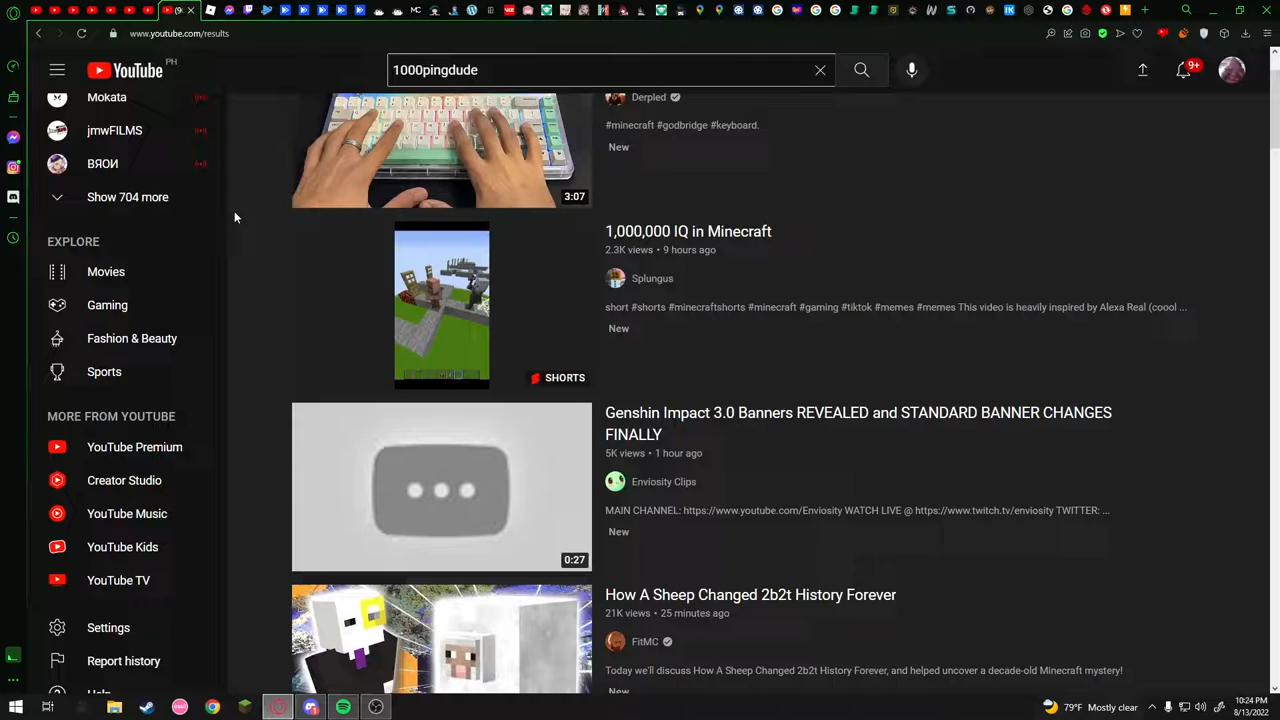 www.youtube.com/results
YouTube PH
1000pingdude
9+
Mokata
jmwFILMS
BЯOИ
Show 704 more
EXPLORE
Movies
Gaming
Fashion & Beauty
Sports
MORE FROM YOUTUBE
YouTube Premium
Creator Studio
YouTube Music
YouTube Kids
YouTube TV
Settings
Report history
Help
Derpled
#minecraft #godbridge #keyboard.
New
3:07
1,000,000 IQ in Minecraft
2.3K views • 9 hours ago
Splungus
short #shorts #minecraftshorts #minecraft #gaming #tiktok #memes #memes This video is heavily inspired by Alexa Real (coool ...
New
SHORTS
Genshin Impact 3.0 Banners REVEALED and STANDARD BANNER CHANGES
FINALLY
5K views • 1 hour ago
Enviosity Clips
MAIN CHANNEL: https://www.youtube.com/Enviosity WATCH LIVE @ https://www.twitch.tv/enviosity TWITTER: ...
New
0:27
How A Sheep Changed 2b2t History Forever
21K views • 25 minutes ago
FitMC
Today we'll discuss How A Sheep Changed 2b2t History Forever, and helped uncover a decade-old Minecraft mystery!
New
79°F Mostly clear
10:24 PM
8/13/2022